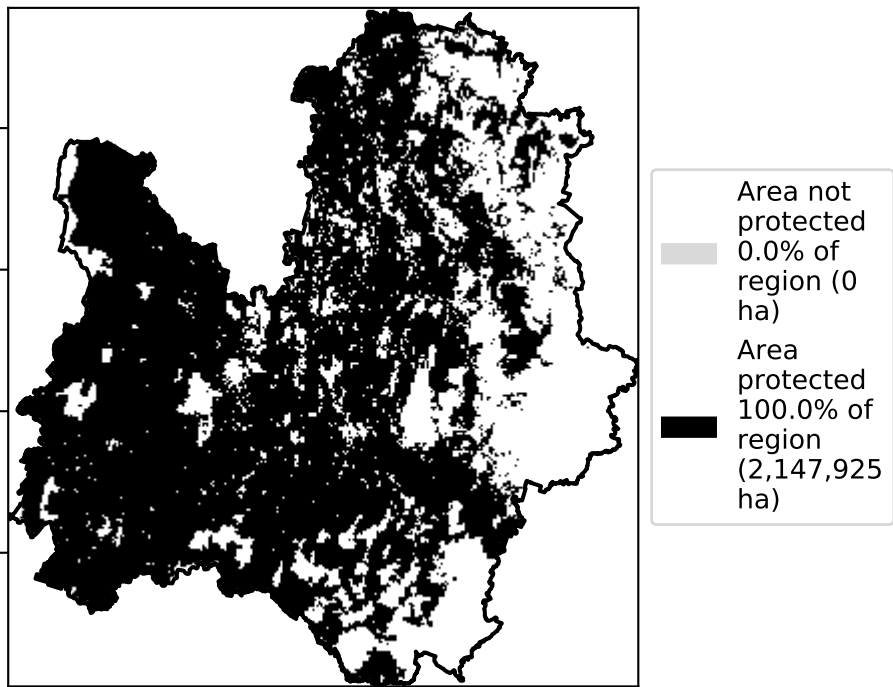 Area not
protected
0.0% of
region (0
ha)
Area
protected
100.0% of
region
(2,147,925
ha)